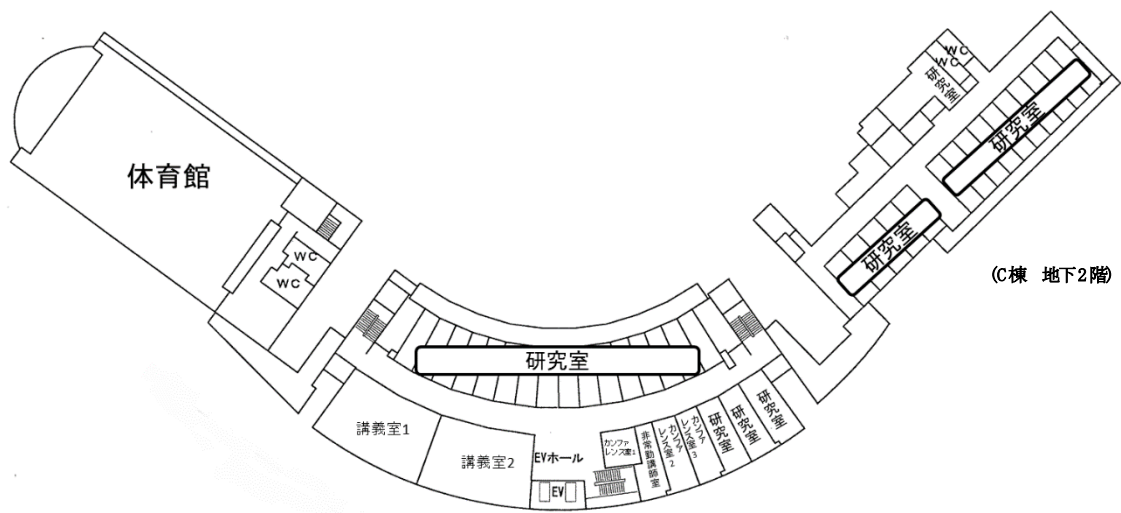 体育館
WC
WC
WC
WC
研究室
研究室
研究室
(C棟 地下2階)
研究室
講義室1
講義室2
EVホール
EV
カンファ
レンス室1
非常勤講師室
カンファ
レンス室2
カンファ
レンス室3
研究室
研究室
研究室